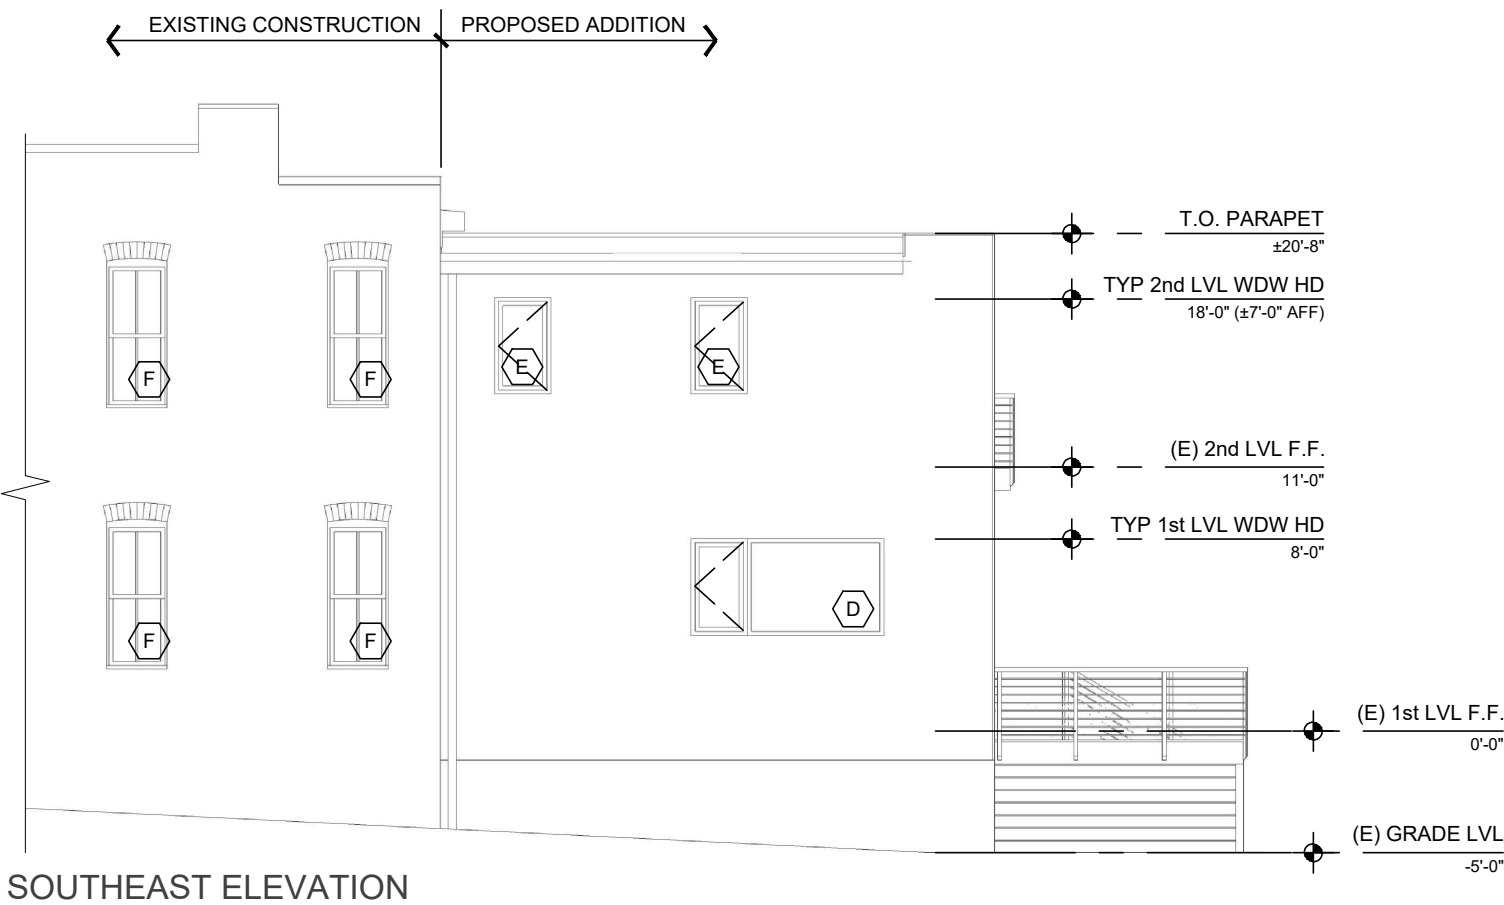 EXISTING CONSTRUCTION PROPOSED ADDITION
T.O. PARAPET
±20'-8"
TYP 2nd LVL WDW HD
18'-0" (±7'-0" AFF)
E E
F F
(E) 2nd LVL F.F.
11'-0"
TYP 1st LVL WDW HD
8'-0"
D
F F
(E) 1st LVL F.F.
0'-0"
(E) GRADE LVL
-5'-0"
SOUTHEAST ELEVATION